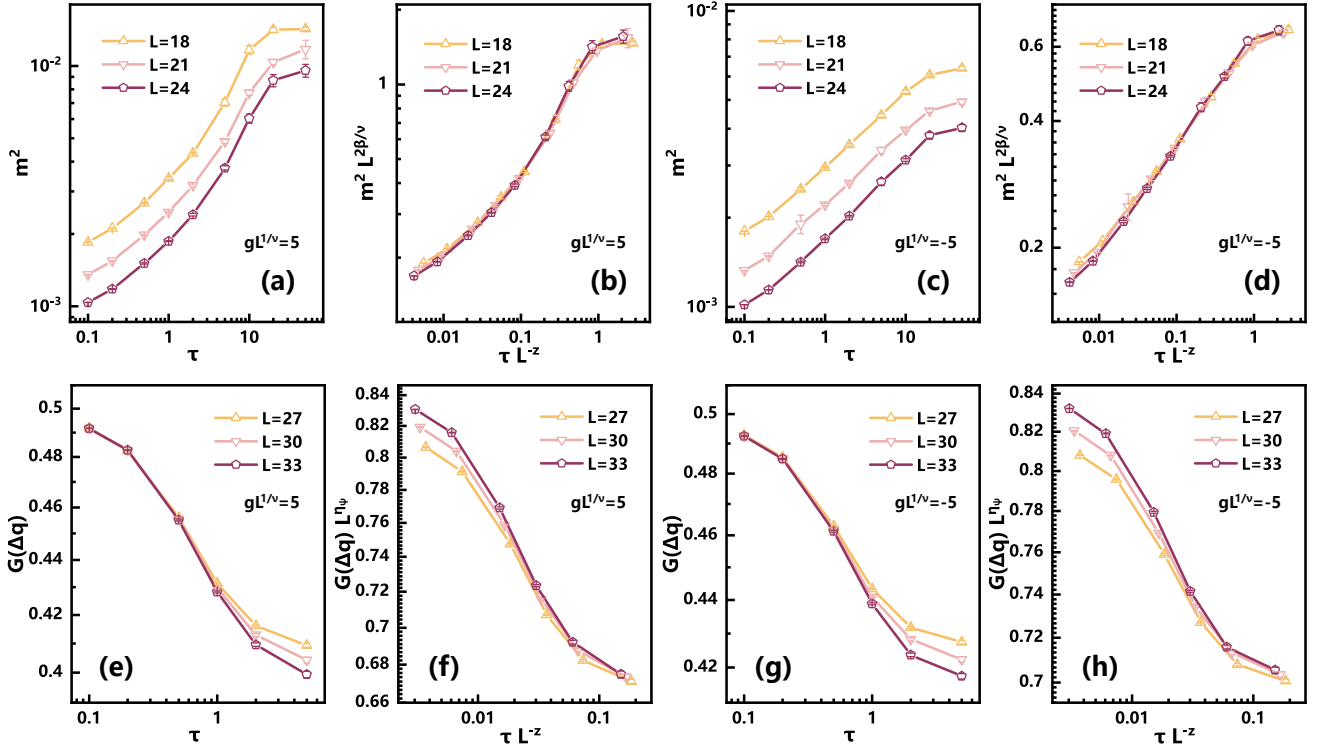 L=18
L=21
L=24
m²
10⁻²
10⁻³
gL^{1/ν}=5
(a)
0.1 1 10
τ
L=18
L=21
L=24
m² L^{2β/ν}
1
gL^{1/ν}=5
(b)
0.01 0.1 1
τ L^{-z}
L=18
L=21
L=24
m²
10⁻²
10⁻³
gL^{1/ν}=-5
(c)
0.1 1 10
τ
L=18
L=21
L=24
m² L^{2β/ν}
0.6
0.4
0.2
gL^{1/ν}=-5
(d)
0.01 0.1 1
τ L^{-z}
L=27
L=30
L=33
gL^{1/ν}=5
G(Δq)
0.5
0.48
0.46
0.44
0.42
0.4
(e)
0.1 1
τ
L=27
L=30
L=33
gL^{1/ν}=5
G(Δq) L^{η_ψ}
0.84
0.82
0.8
0.78
0.76
0.74
0.72
0.7
0.68
0.66
(f)
0.01 0.1
τ L^{-z}
L=27
L=30
L=33
gL^{1/ν}=-5
G(Δq)
0.5
0.48
0.46
0.44
0.42
(g)
0.1 1
τ
L=27
L=30
L=33
gL^{1/ν}=-5
G(Δq) L^{η_ψ}
0.84
0.82
0.8
0.78
0.76
0.74
0.72
0.7
(h)
0.01 0.1
τ L^{-z}